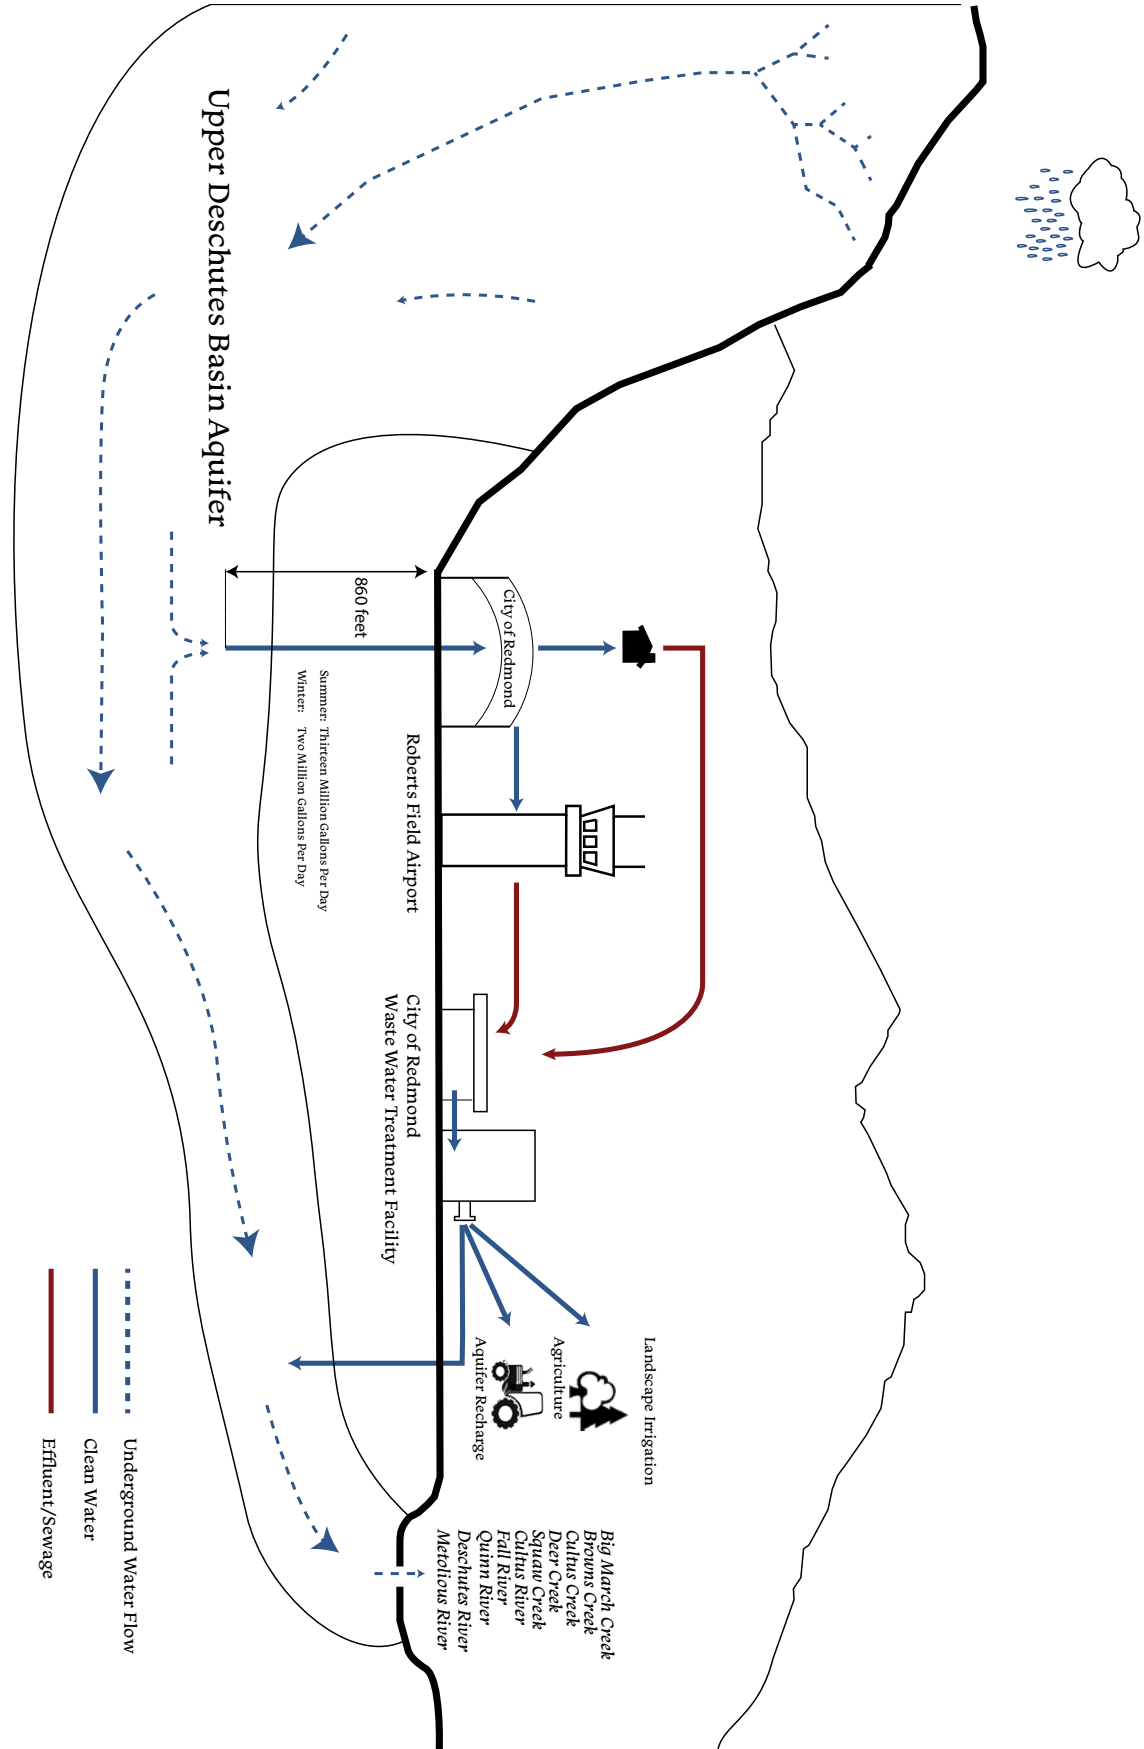 Upper Deschutes Basin Aquifer
860 feet
City of Redmond
Summer: Thirteen Million Gallons Per Day
Winter: Two Million Gallons Per Day
Roberts Field Airport
City of Redmond
Waste Water Treatment Facility
Landscape Irrigation
Agriculture
Aquifer Recharge
Big March Creek
Browns Creek
Cultus Creek
Deer Creek
Squaw Creek
Cultus River
Fall River
Quinn River
Deschutes River
Metolious River
Underground Water Flow
Clean Water
Effluent/Sewage